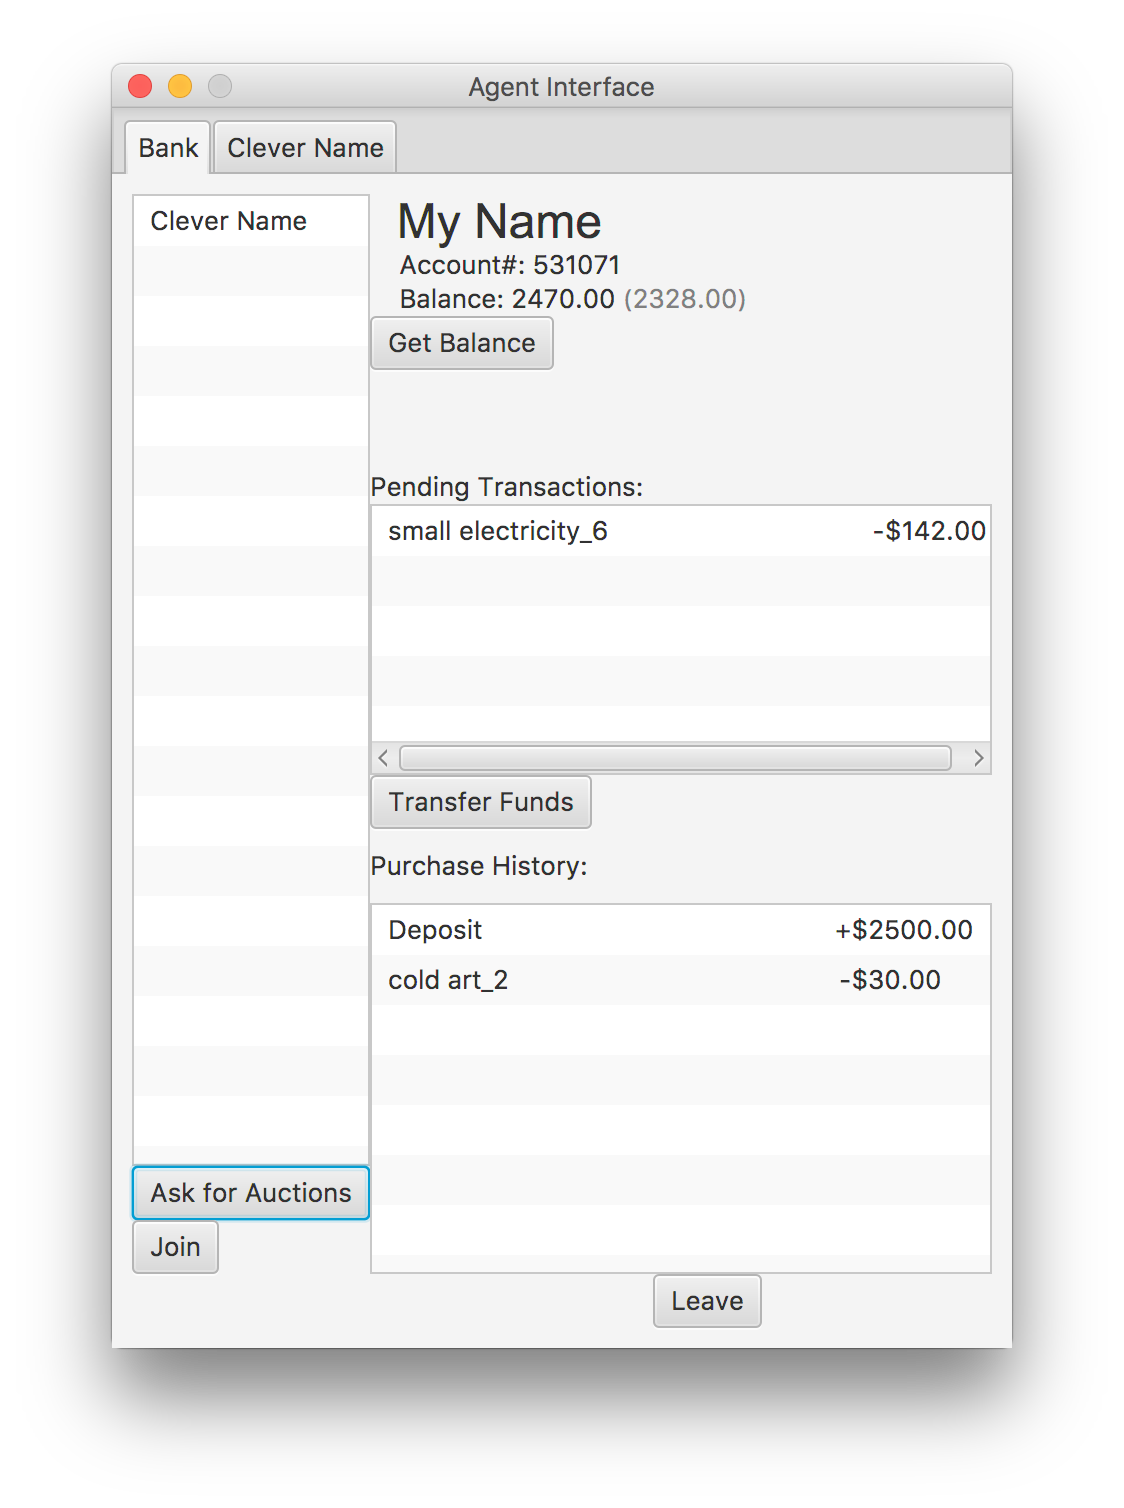 Agent Interface
Bank
Clever Name
Clever Name
My Name
Account#: 531071
Balance: 2470.00 (2328.00)
Get Balance
Pending Transactions:
small electricity_6 -$142.00
Transfer Funds
Purchase History:
Deposit +$2500.00
cold art_2 -$30.00
Ask for Auctions
Join
Leave